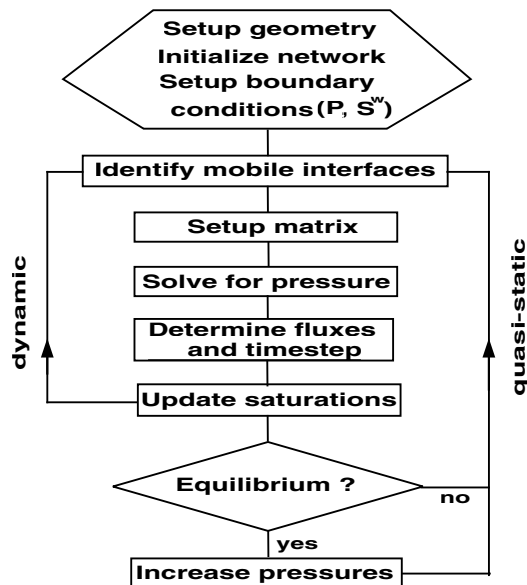 Setup geometry
Initialize network
Setup boundary
conditions (P, S^w)
Identify mobile interfaces
Setup matrix
Solve for pressure
Determine fluxes
and timestep
Update saturations
Equilibrium ?
no
yes
Increase pressures
dynamic
quasi-static